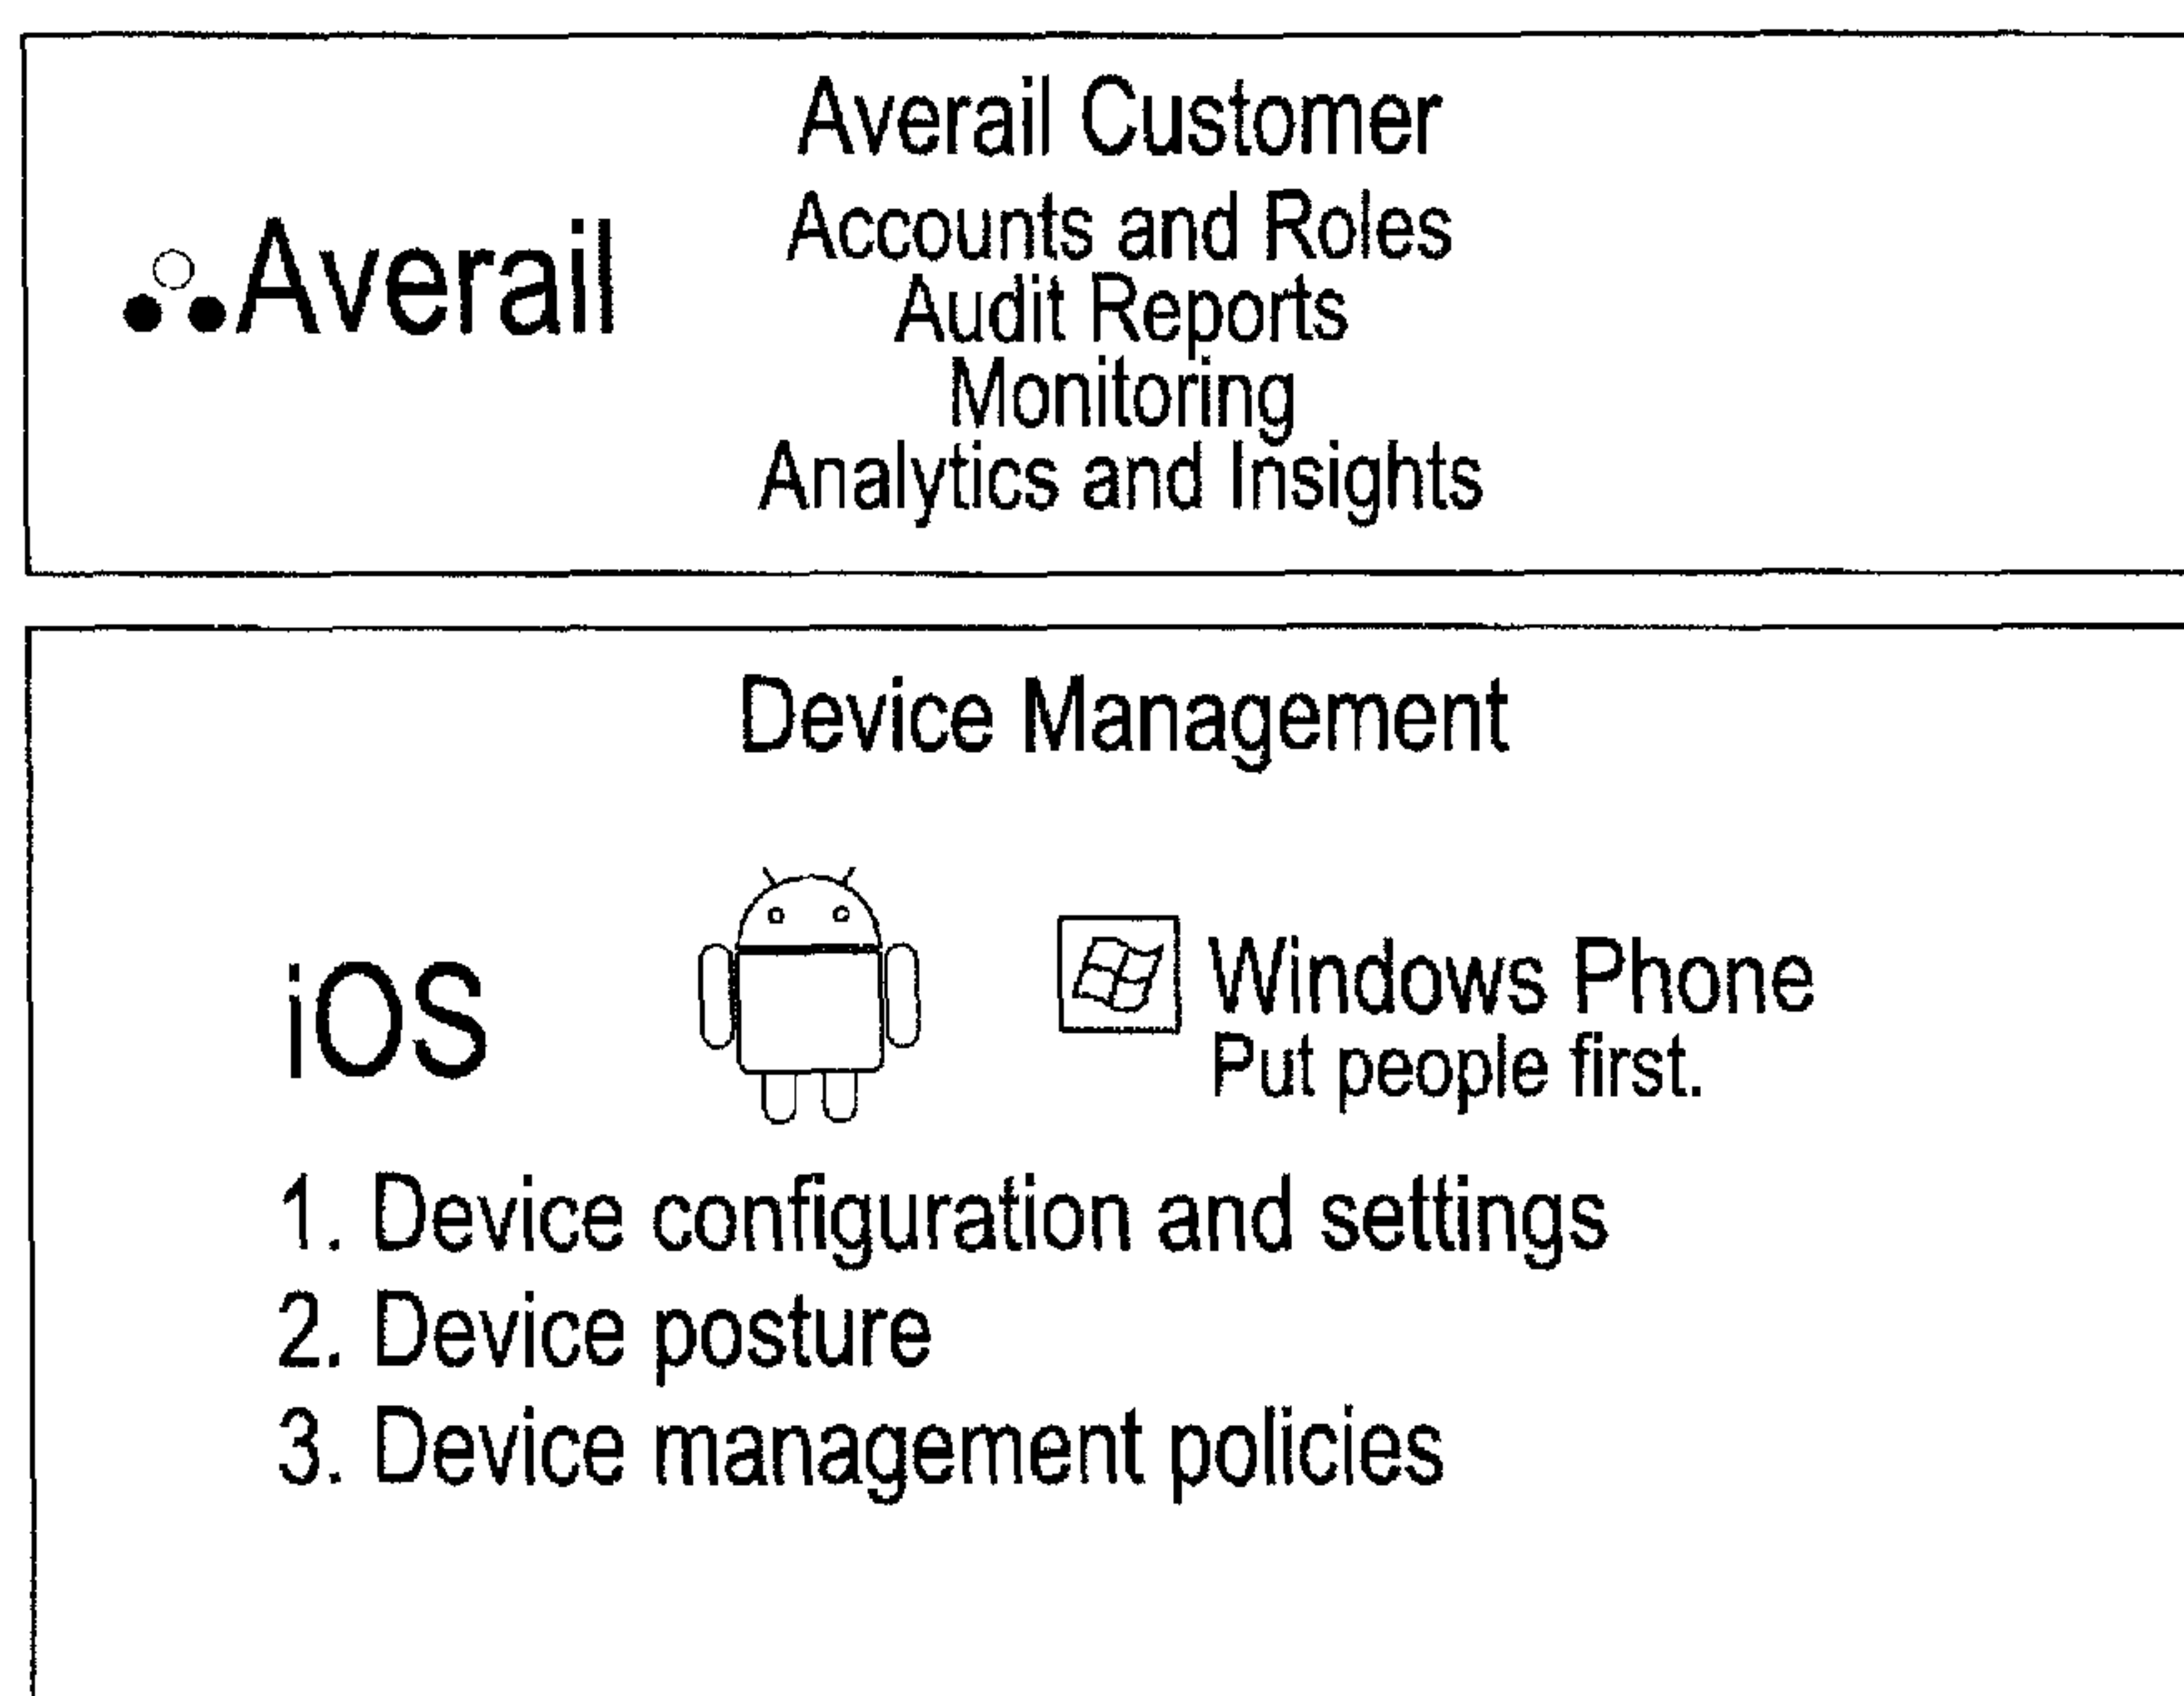 Averail Customer
Accounts and Roles
Averail
Audit Reports
Monitoring
Analytics and Insights
Device Management
iOS
Windows Phone
Put people first.
1. Device configuration and settings
2. Device posture
3. Device management policies